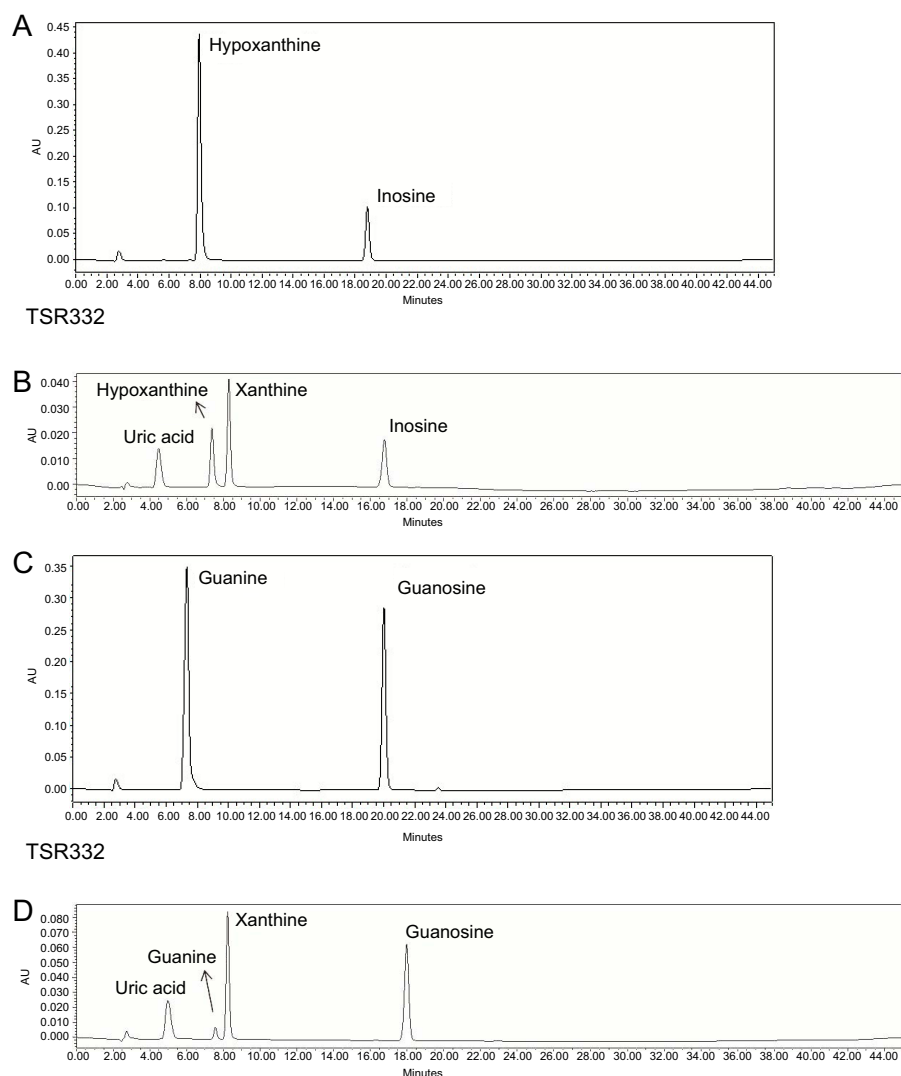 A
0.45
0.40
0.35
0.30
0.25
0.20
0.15
0.10
0.05
0.00
AU
Hypoxanthine
Inosine
0.00 2.00 4.00 6.00 8.00 10.00 12.00 14.00 16.00 18.00 20.00 22.00 24.00 26.00 28.00 30.00 32.00 34.00 36.00 38.00 40.00 42.00 44.00
Minutes
TSR332
B
0.040
0.030
0.020
0.010
0.00
AU
Hypoxanthine
Xanthine
Uric acid
Inosine
0.00 2.00 4.00 6.00 8.00 10.00 12.00 14.00 16.00 18.00 20.00 22.00 24.00 26.00 28.00 30.00 32.00 34.00 36.00 38.00 40.00 42.00 44.00
Minutes
C
0.35
0.30
0.25
0.20
0.15
0.10
0.05
0.00
AU
Guanine
Guanosine
0.00 2.00 4.00 6.00 8.00 10.00 12.00 14.00 16.00 18.00 20.00 22.00 24.00 26.00 28.00 30.00 32.00 34.00 36.00 38.00 40.00 42.00 44.00
Minutes
TSR332
D
0.080
0.070
0.060
0.050
0.040
0.030
0.020
0.010
0.000
AU
Xanthine
Guanine
Guanosine
Uric acid
0.00 2.00 4.00 6.00 8.00 10.00 12.00 14.00 16.00 18.00 20.00 22.00 24.00 26.00 28.00 30.00 32.00 34.00 36.00 38.00 40.00 42.00 44.00
Minutes